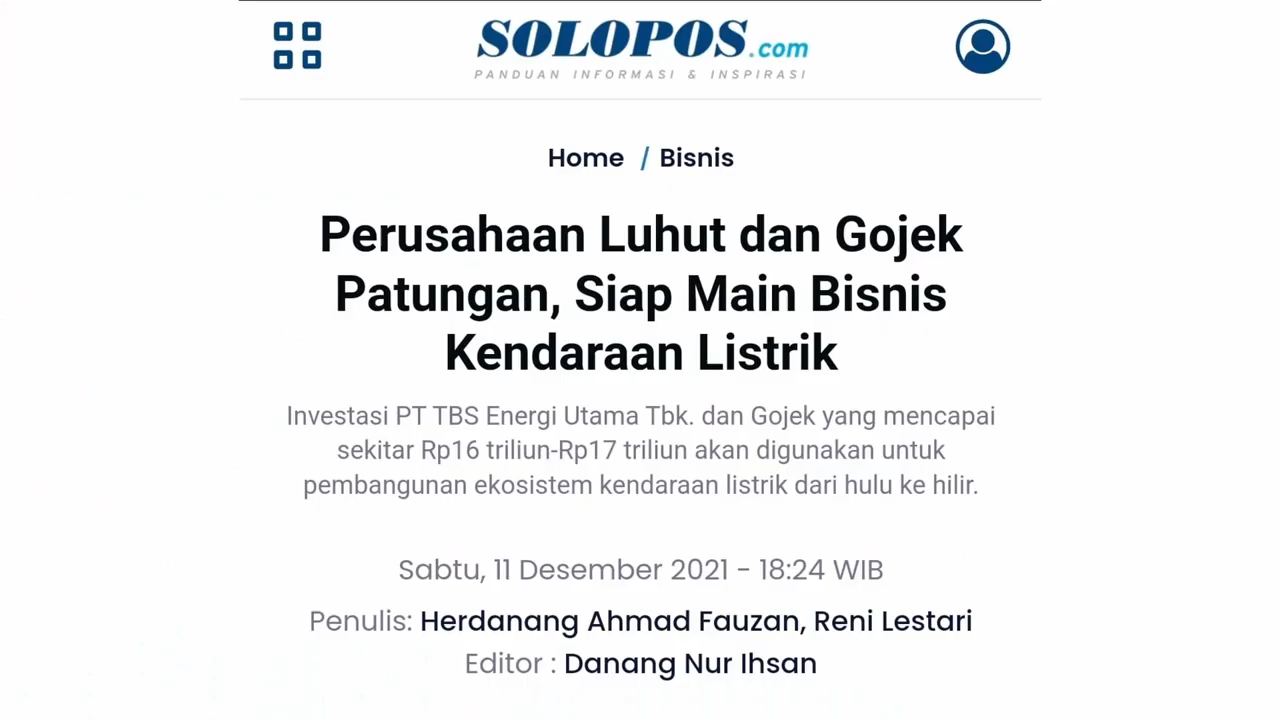 SOLOPOS.com
PANDUAN INFORMASI & INSPIRASI
Home / Bisnis
Perusahaan Luhut dan Gojek
Patungan, Siap Main Bisnis
Kendaraan Listrik
Investasi PT TBS Energi Utama Tbk. dan Gojek yang mencapai
sekitar Rp16 triliun-Rp17 triliun akan digunakan untuk
pembangunan ekosistem kendaraan listrik dari hulu ke hilir.
Sabtu, 11 Desember 2021 - 18:24 WIB
Penulis: Herdanang Ahmad Fauzan, Reni Lestari
Editor : Danang Nur Ihsan